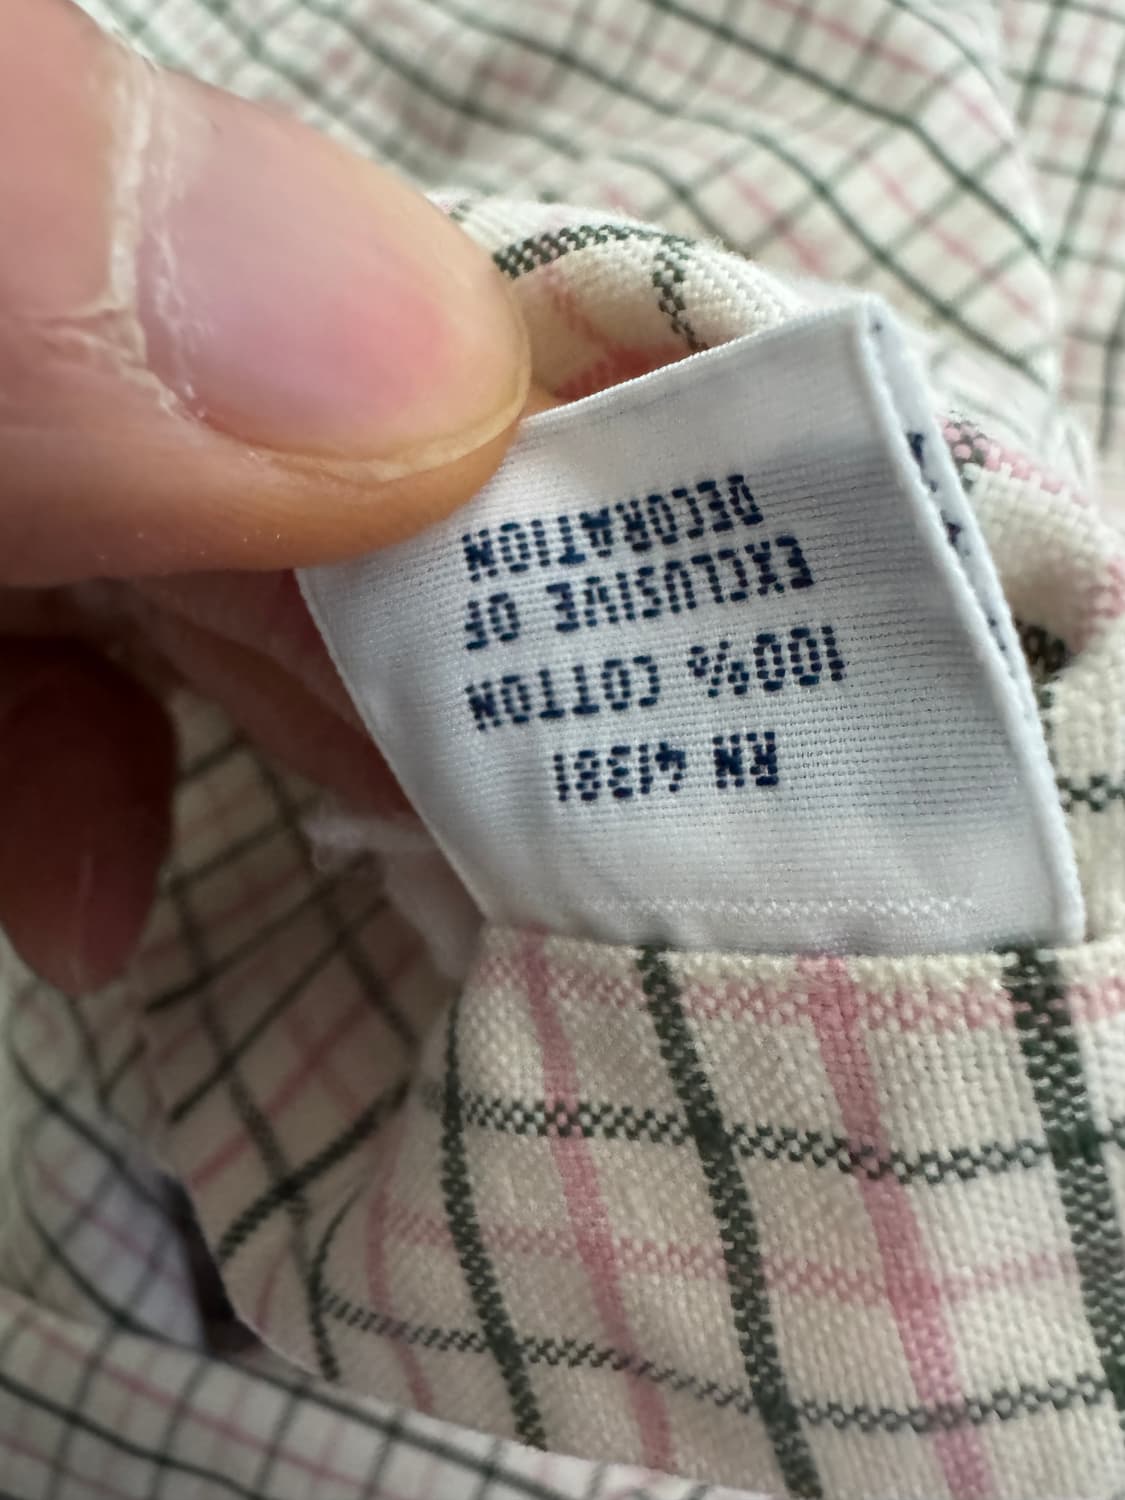 RN 41381
100% COTTON
EXCLUSIVE OF
DECORATION